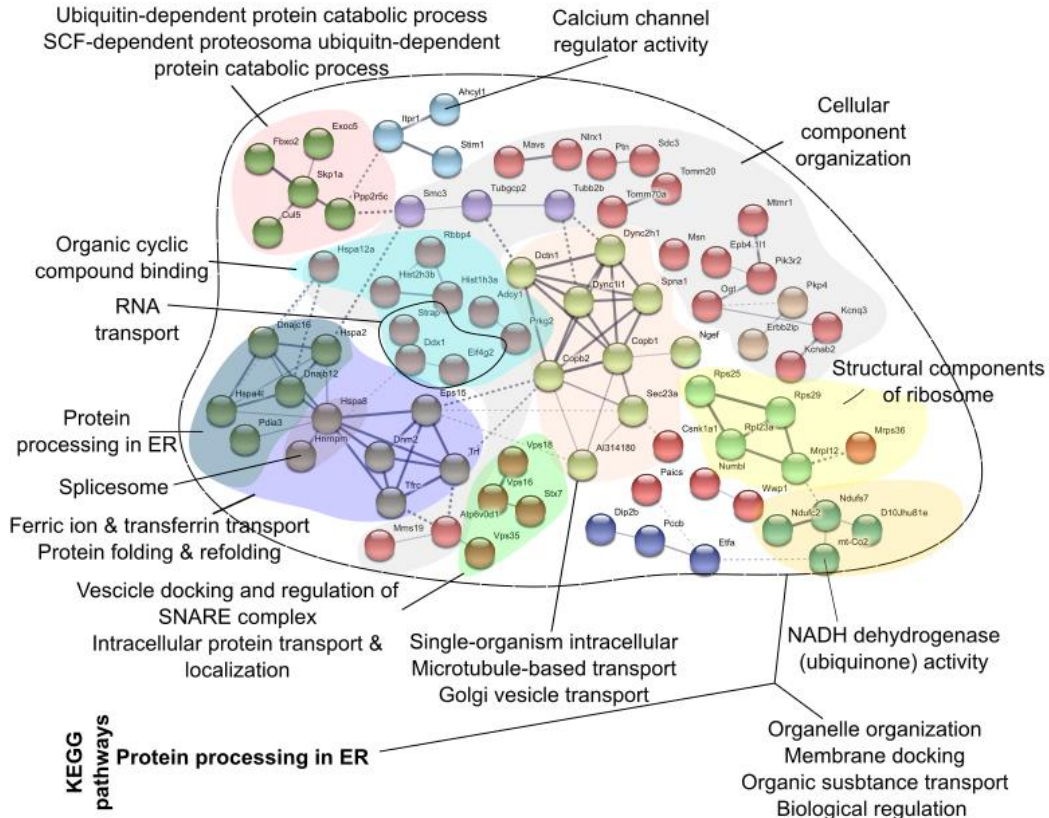 Ubiquitin-dependent protein catabolic process
SCF-dependent proteosoma ubiquitn-dependent
protein catabolic process
Calcium channel
regulator activity
Cellular
component
organization
Ahcyl1
Itpr1
Stim1
Exoc5
Fbxo2
Skp1a
Ppp2r5c
Cul5
Mavs
Nlrx1
Ptn
Sdc3
Tomm20
Tomm70a
Smc3
Tubgcp2
Tubb2b
Mtmr1
Organic cyclic
compound binding
Hspa12a
Rbbp4
Hist2h3b
Hist1h3a
Adcy1
Prkg2
Dctn1
Dync2h1
Dync1i1
Spna1
Msn
Epb4.1l1
Pik3r2
Ogt
Pkp4
Kcnq3
Erbb2ip
Kcnab2
RNA
transport
Strap
Ddx1
Eif4g2
Copb2
Copb1
Ngef
Dnajc16
Hspa2
Dnajb12
Hspa4l
Pdia3
Hspa8
Hnrnpm
Eps15
Dnm2
Trf
Tfrc
Sec23a
AI314180
Csnk1a1
Structural components
of ribosome
Rps25
Rps29
Rpl23a
Numbl
Mrpl12
Mrps36
Protein
processing in ER
Splicesome
Ferric ion & transferrin transport
Protein folding & refolding
Vps18
Vps16
Stx7
Atp6v0d1
Vps35
Mms19
Paics
Wwp1
Dip2b
Pccb
Etfa
Ndufs7
Ndufc2
D10Jhu81e
mt-Co2
Vesicle docking and regulation of
SNARE complex
Intracellular protein transport &
localization
Single-organism intracellular
Microtubule-based transport
Golgi vesicle transport
NADH dehydrogenase
(ubiquinone) activity
KEGG
pathways
Protein processing in ER
Organelle organization
Membrane docking
Organic susbtance transport
Biological regulation